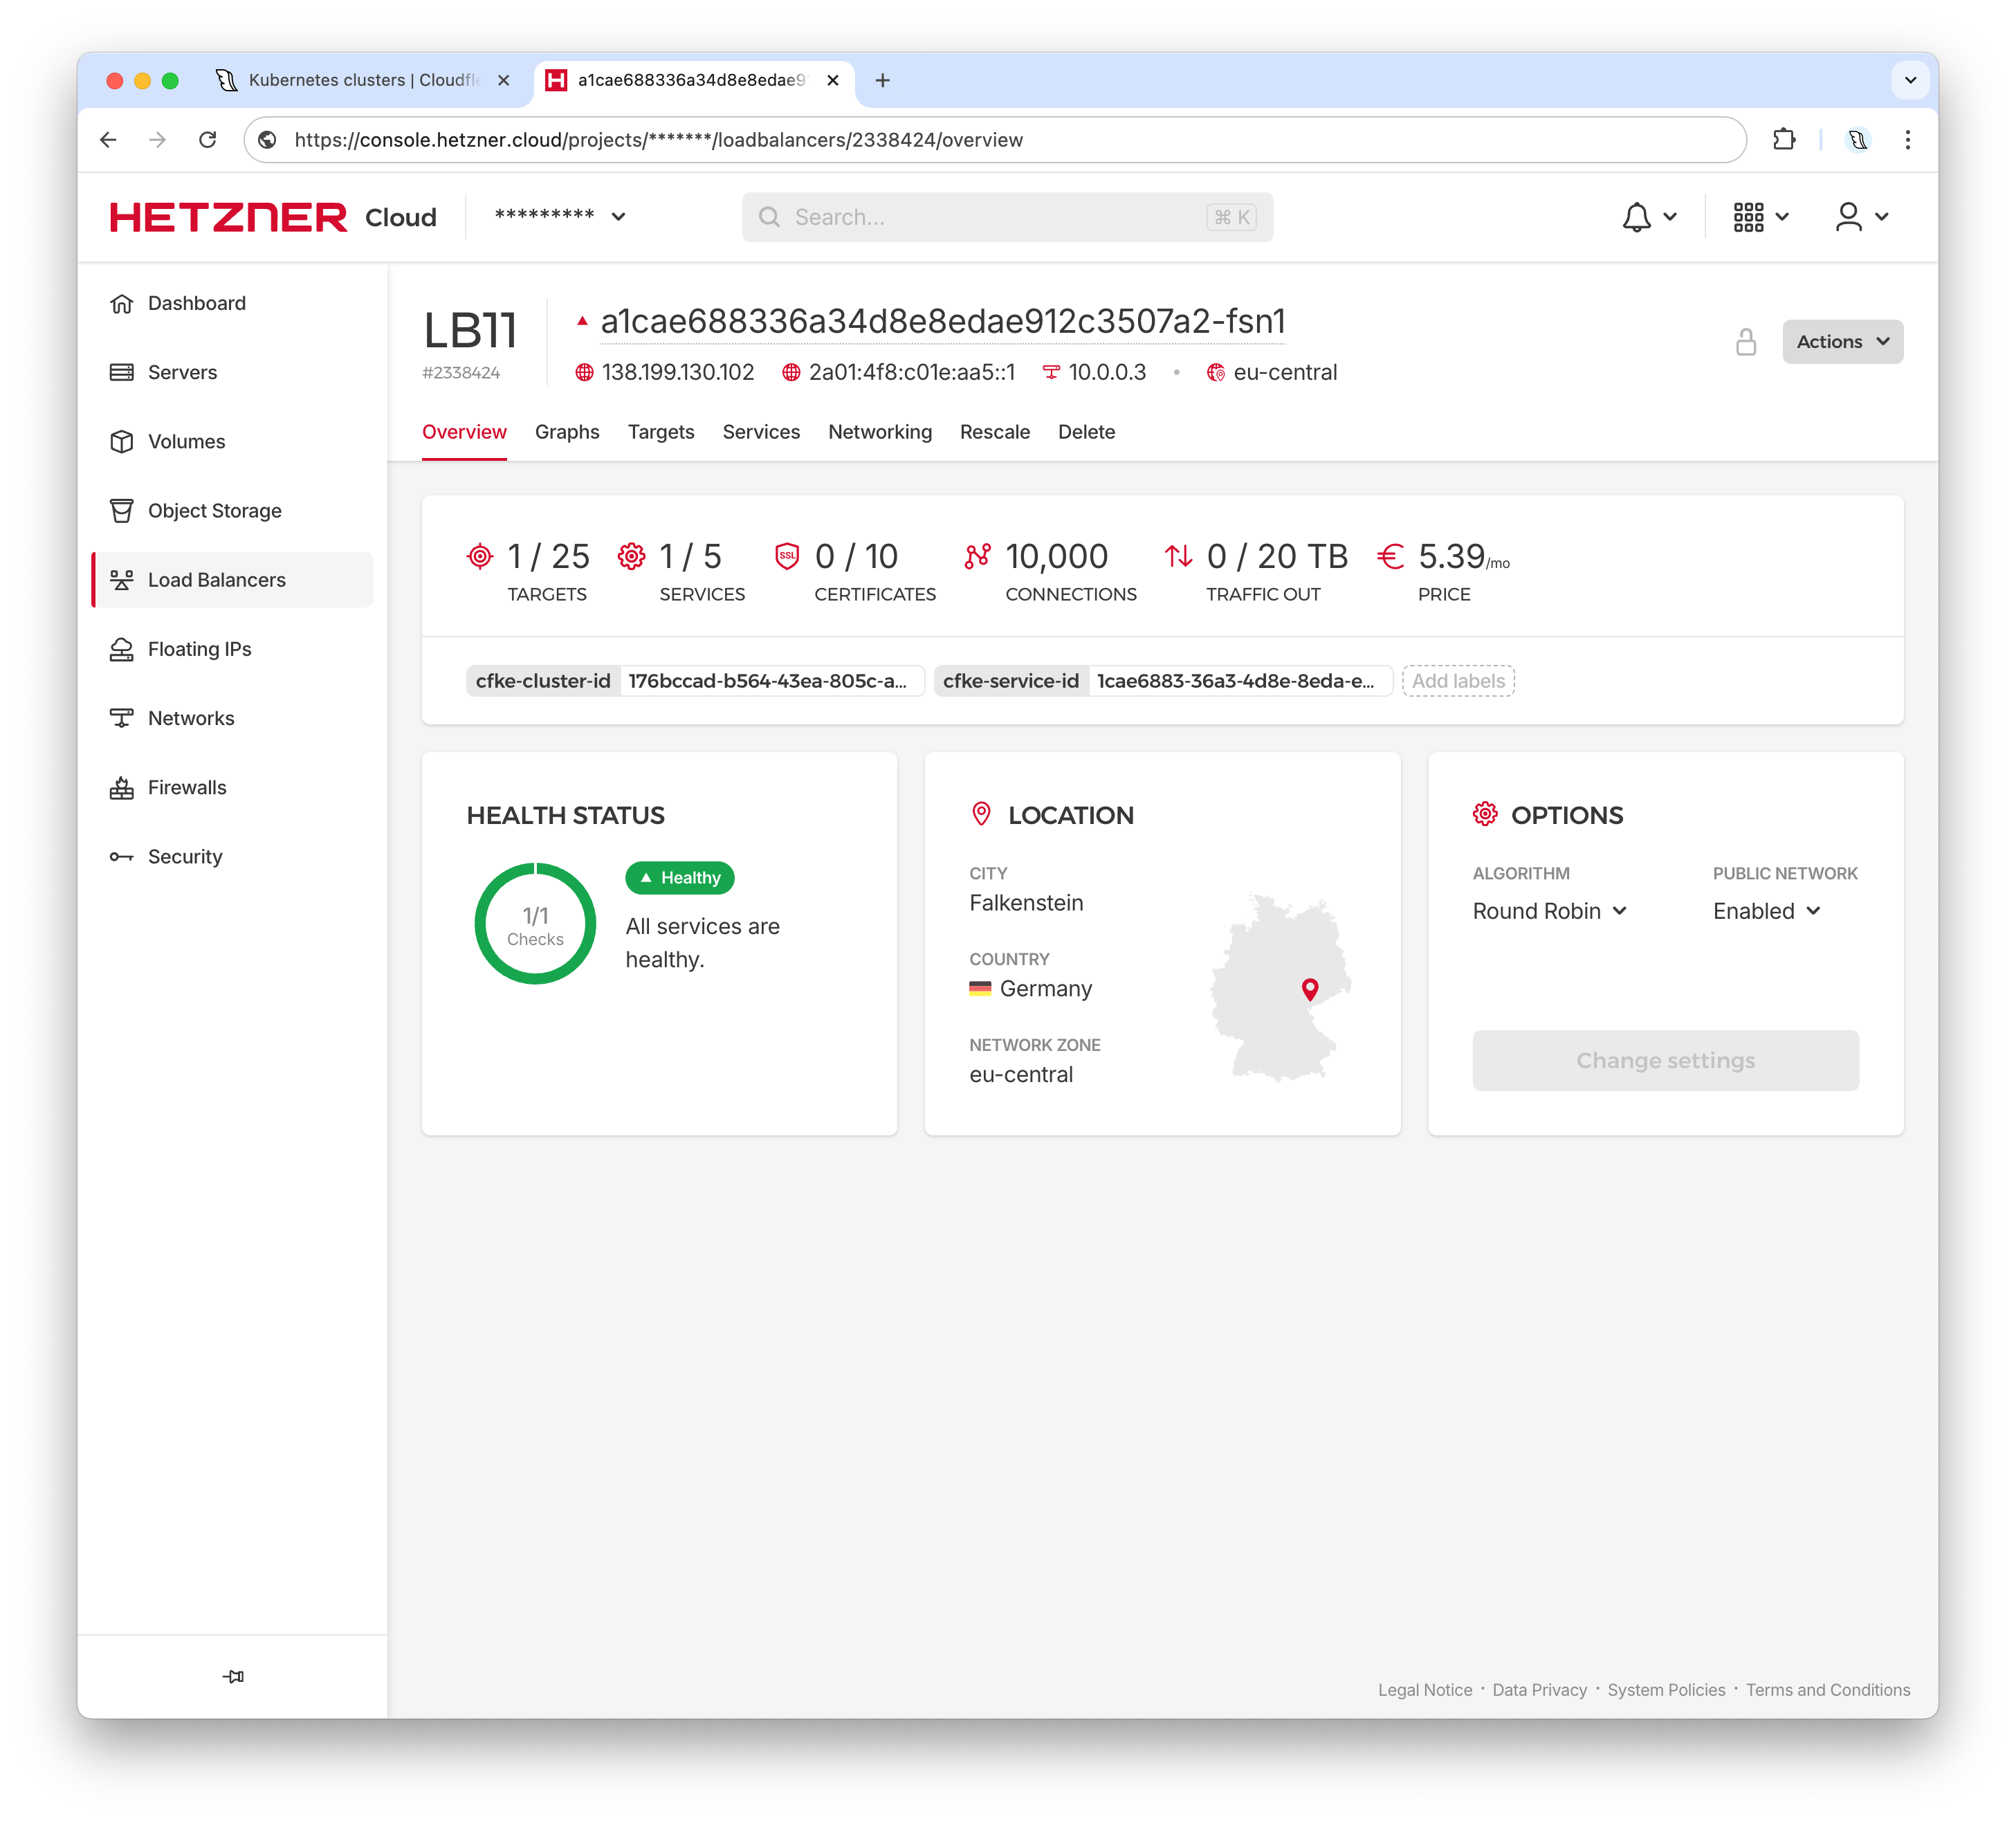 Kubernetes clusters | Cloudfle
a1cae688336a34d8e8edae9
https://console.hetzner.cloud/projects/*******/loadbalancers/2338424/overview
HETZNER Cloud
*********
Search...
⌘ K
Dashboard
Servers
Volumes
Object Storage
Load Balancers
Floating IPs
Networks
Firewalls
Security
LB11
#2338424
a1cae688336a34d8e8edae912c3507a2-fsn1
138.199.130.102 2a01:4f8:c01e:aa5::1 10.0.0.3 • eu-central
Actions
Overview Graphs Targets Services Networking Rescale Delete
1 / 25 1 / 5 SSL 0 / 10 10,000 0 / 20 TB € 5.39/mo
TARGETS SERVICES CERTIFICATES CONNECTIONS TRAFFIC OUT PRICE
cfke-cluster-id 176bccad-b564-43ea-805c-a... cfke-service-id 1cae6883-36a3-4d8e-8eda-e... Add labels
HEALTH STATUS
1/1
Checks
Healthy
All services are
healthy.
LOCATION
CITY
Falkenstein
COUNTRY
Germany
NETWORK ZONE
eu-central
OPTIONS
ALGORITHM
Round Robin
PUBLIC NETWORK
Enabled
Change settings
Legal Notice · Data Privacy · System Policies · Terms and Conditions